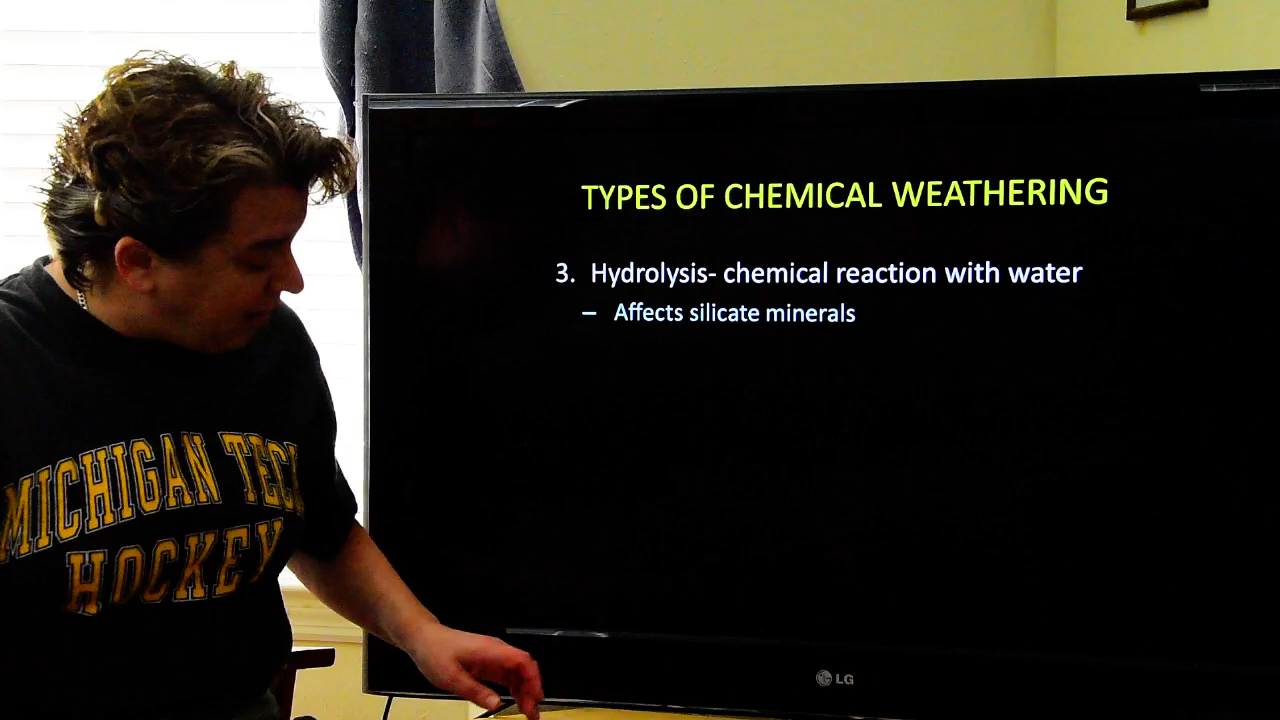 TYPES OF CHEMICAL WEATHERING
3. Hydrolysis- chemical reaction with water
– Affects silicate minerals
MICHIGAN TECH
HOCKEY
LG